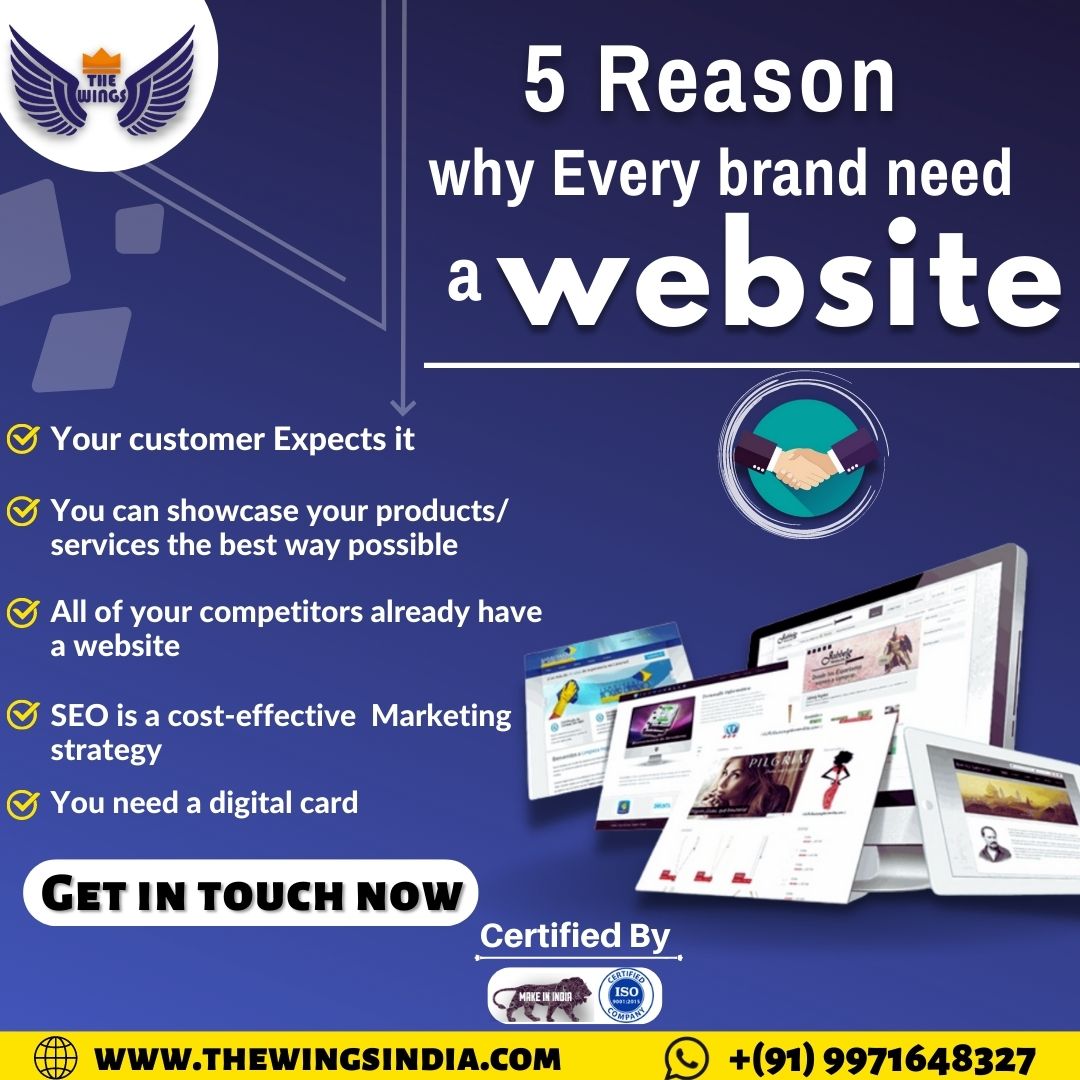 THE
WINGS
5 Reason
why Every brand need
a website
Your customer Expects it
You can showcase your products/
services the best way possible
All of your competitors already have
a website
SEO is a cost-effective Marketing
strategy
You need a digital card
PILGRIM
GET IN TOUCH NOW
Certified By
MAKE IN INDIA
CERTIFIED
ISO
9001:2015
COMPANY
WWW.THEWINGSINDIA.COM
+(91) 9971648327